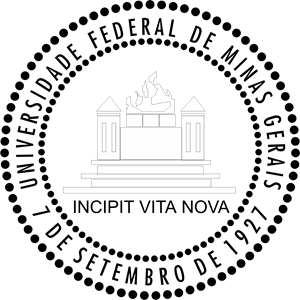 UNIVERSIDADE FEDERAL DE MINAS GERAIS
INCIPIT VITA NOVA
7 DE SETEMBRO DE 1927